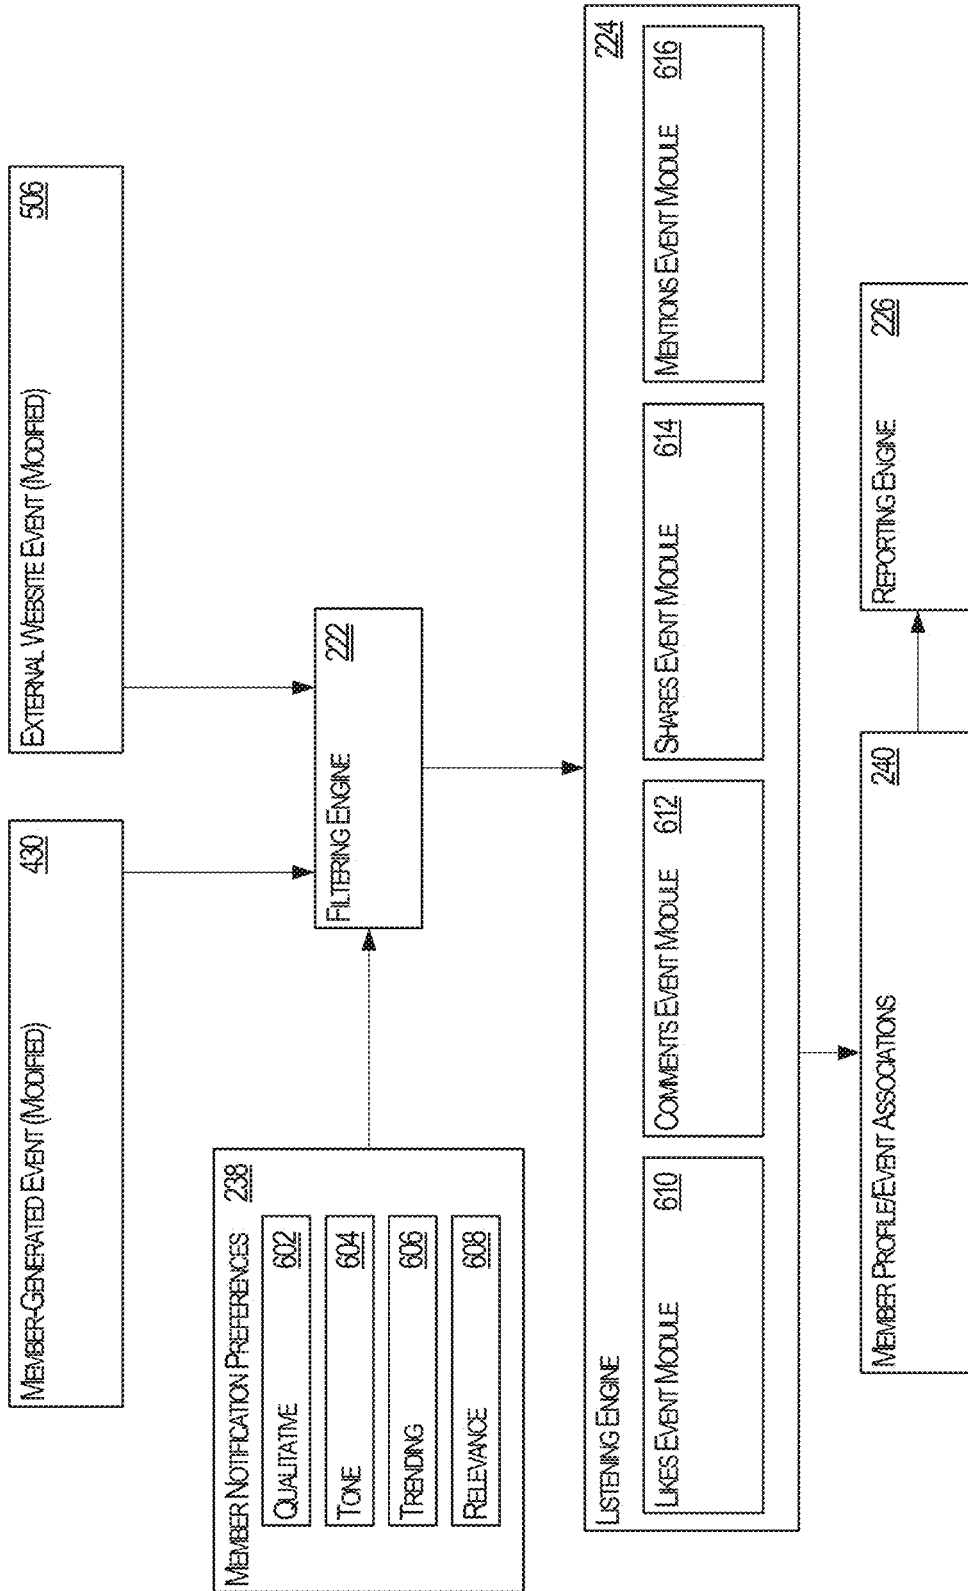 MEMBER-GENERATED EVENT (MODIFIED) 430
EXTERNAL WEBSITE EVENT (MODIFIED) 506
MEMBER NOTIFICATION PREFERENCES 238
QUALITATIVE 602
TONE 604
TRENDING 606
RELEVANCE 608
FILTERING ENGINE 222
LISTENING ENGINE 224
LIKES EVENT MODULE 610
COMMENTS EVENT MODULE 612
SHARES EVENT MODULE 614
MENTIONS EVENT MODULE 616
MEMBER PROFILE/EVENT ASSOCIATIONS 240
REPORTING ENGINE 226